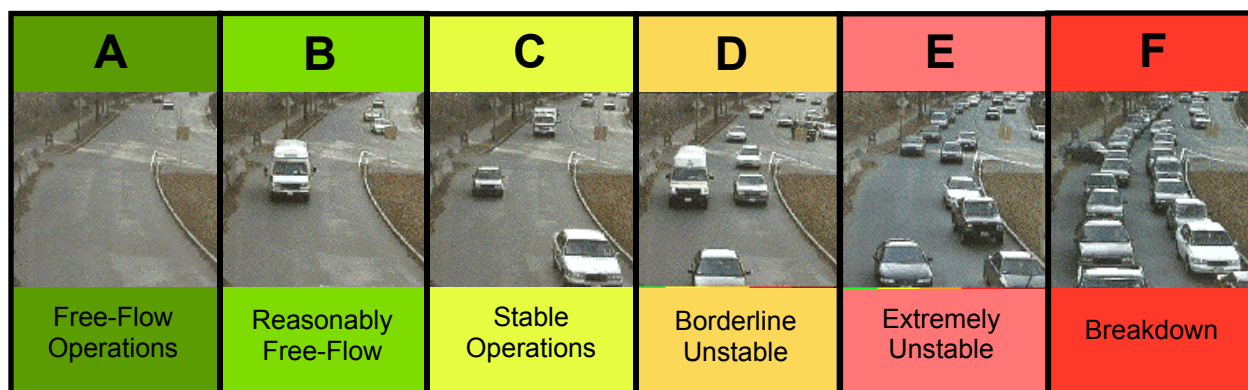 A
B
C
D
E
F
Free-Flow
Operations
Reasonably
Free-Flow
Stable
Operations
Borderline
Unstable
Extremely
Unstable
Breakdown